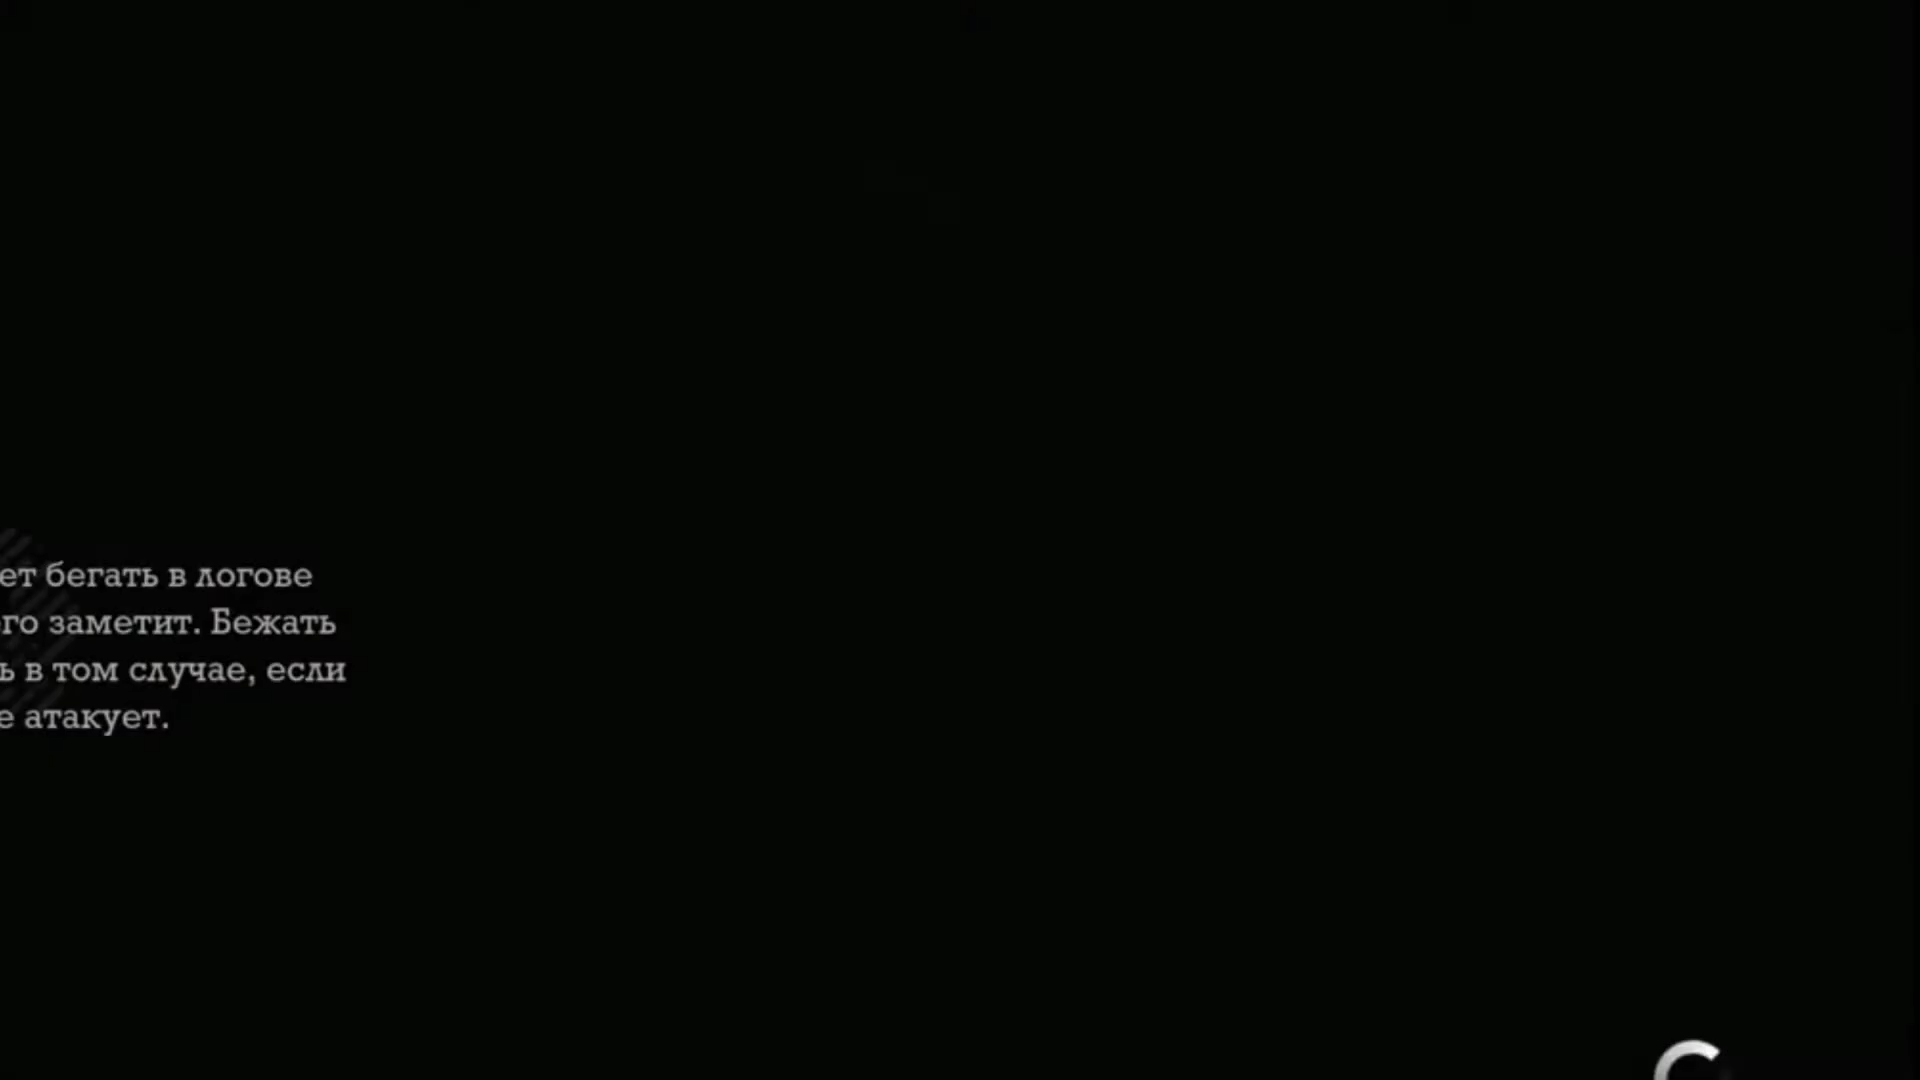 ет бегать в логове
го заметит. Бежать
ь в том случае, если
е атакует.